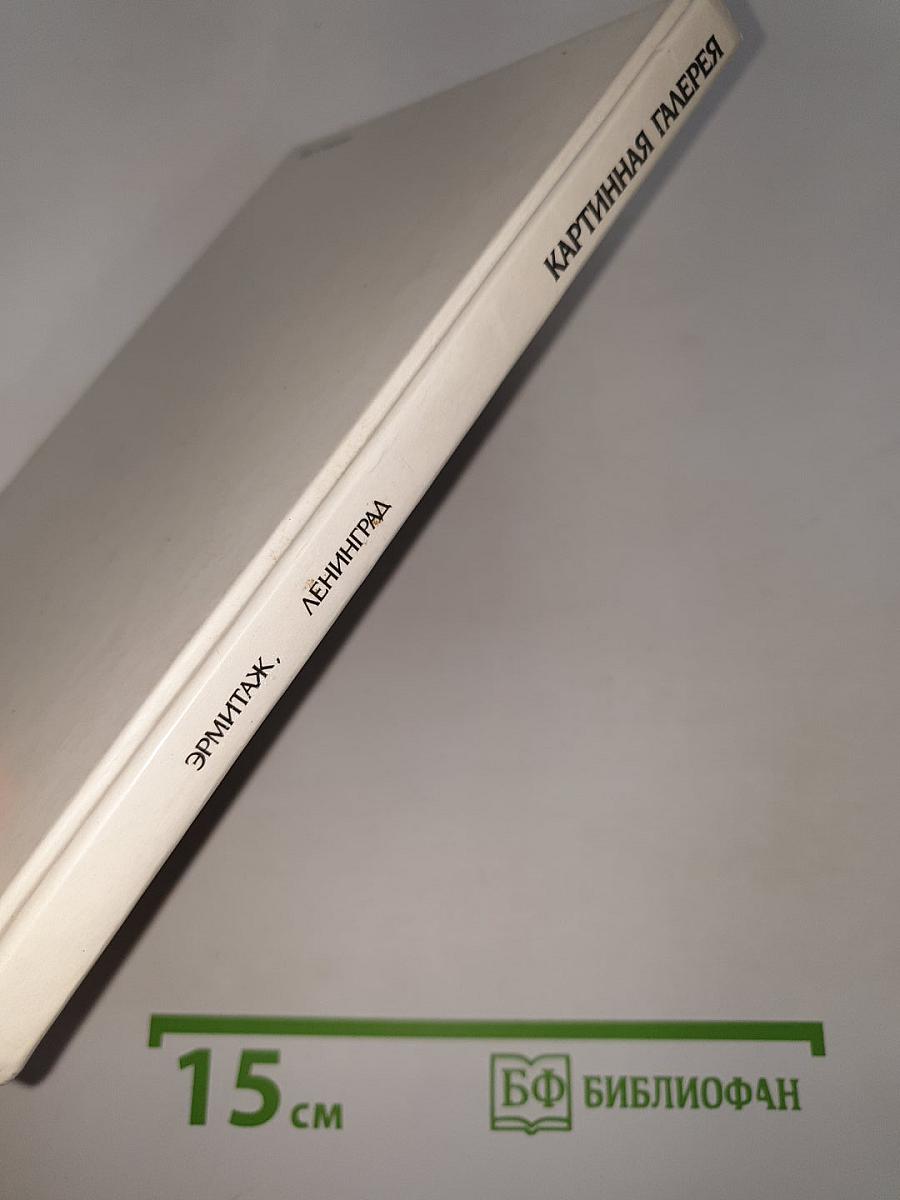 ЭРМИТАЖ, ЛЕНИНГРАД КАРТИННАЯ ГАЛЕРЕЯ
15 см
БФ БИБЛИОФАН